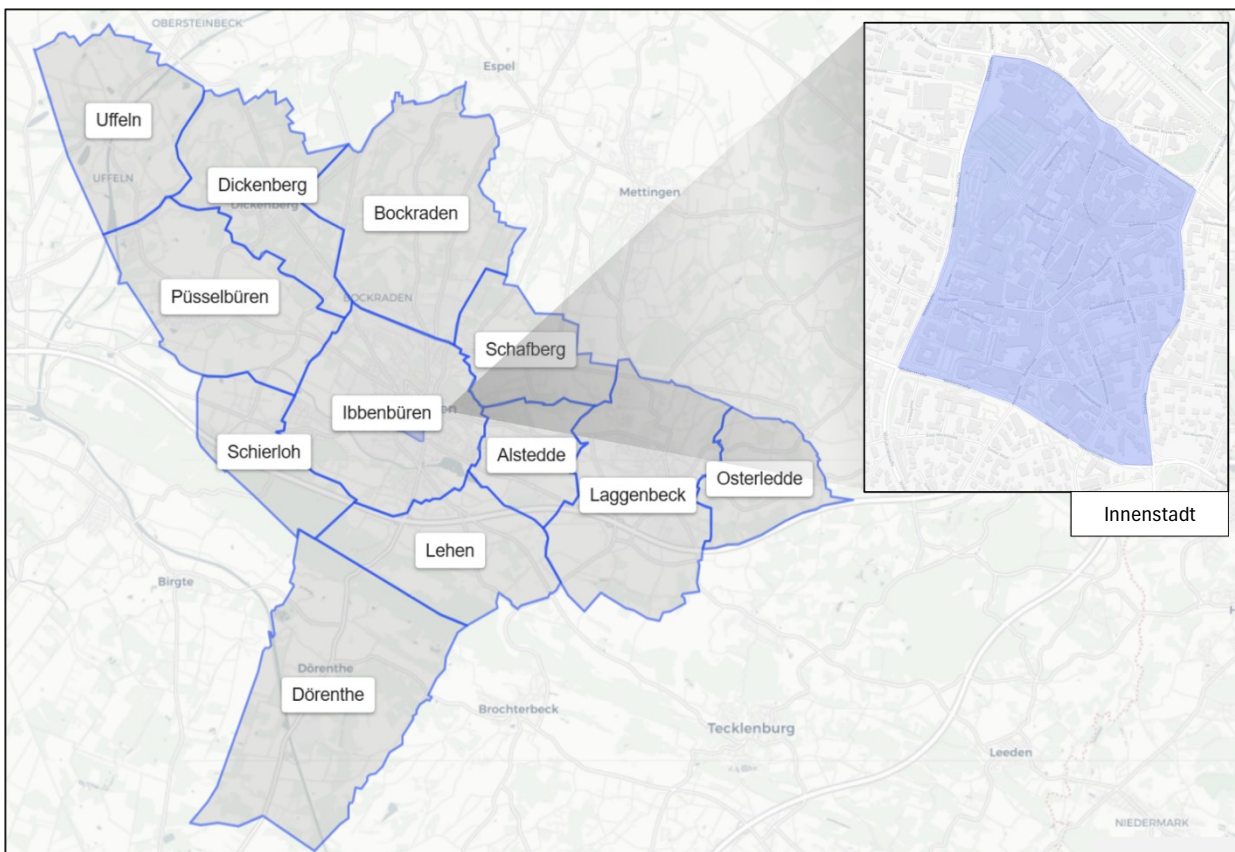 OBERSTEINBECK
Espel
Uffeln
UFFELN
Dickenberg
Dickenberg
Mettingen
Bockraden
Püsselbüren
BOCKRADEN
Schafberg
Ibbenbüren
Schierloh
Alstedde
Osterledde
Laggenbeck
Innenstadt
Lehen
Birgte
Dörenthe
Dörenthe
Brochterbeck
Tecklenburg
Leeden
NIEDERMARK